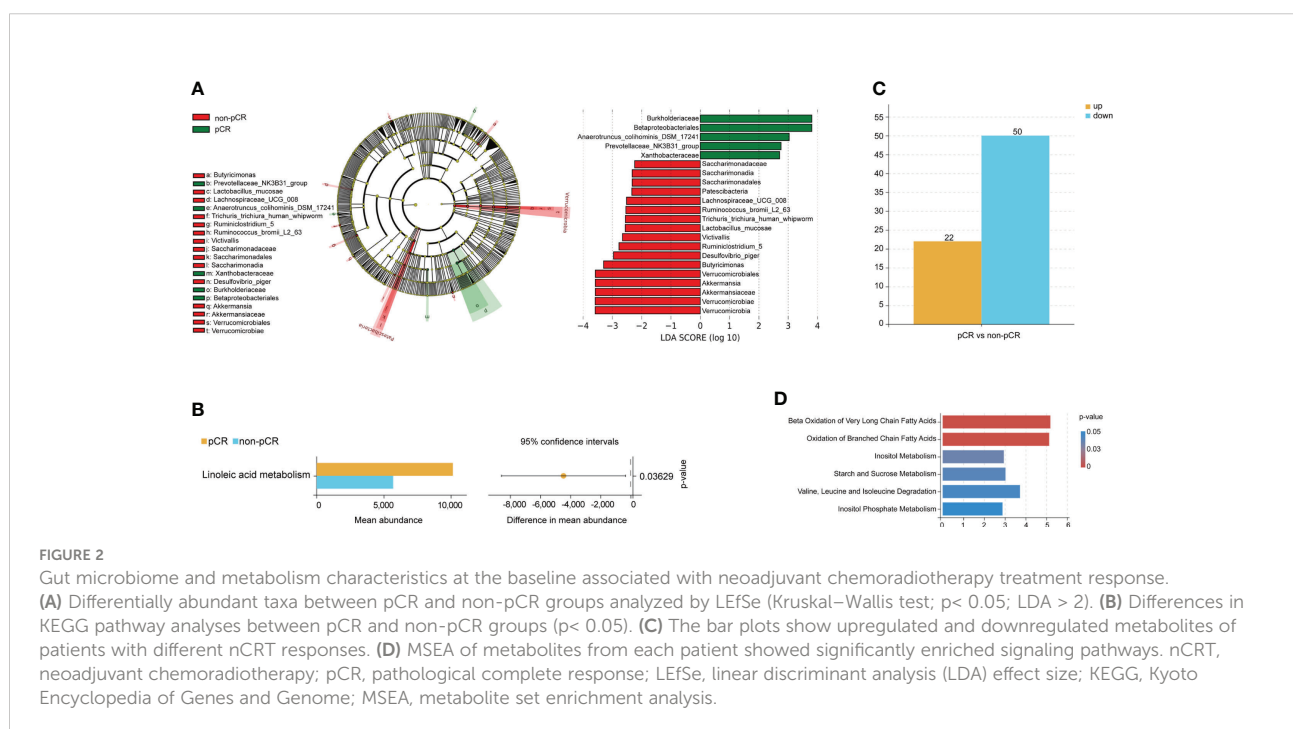 A
non-pCR
pCR
a: Butyricimonas
b: Prevotellaceae_NK3B31_group
c: Lactobacillus_mucosae
d: Lachnospiraceae_UCG_008
e: Anaerotruncus_colihominis_DSM_17241
f: Trichuris_trichiura_human_whipworm
g: Ruminiclostridium_5
h: Ruminococcus_bromii_L2_63
i: Victivallis
j: Saccharimonadaceae
k: Saccharimonadales
l: Saccharimonadia
m: Xanthobacteraceae
n: Desulfovibrio_piger
o: Burkholderiaceae
p: Betaproteobacteriales
q: Akkermansia
r: Akkermansiaceae
s: Verrucomicrobiales
t: Verrucomicrobiae
Verrucomicrobia
Patescibacteria
Burkholderiaceae
Betaproteobacteriales
Anaerotruncus_colihominis_DSM_17241
Prevotellaceae_NK3B31_group
Xanthobacteraceae
Saccharimonadaceae
Saccharimonadia
Saccharimonadales
Patescibacteria
Lachnospiraceae_UCG_008
Ruminococcus_bromii_L2_63
Trichuris_trichiura_human_whipworm
Lactobacillus_mucosae
Victivallis
Ruminiclostridium_5
Desulfovibrio_piger
Butyricimonas
Verrucomicrobiales
Akkermansia
Akkermansiaceae
Verrucomicrobiae
Verrucomicrobia
−4 −3 −2 −1 0 1 2 3 4
LDA SCORE (log 10)
C
up
down
55
50
45
40
35
30
25
20
15
10
5
0
22
50
pCR vs non-pCR
B
pCR non-pCR
Linoleic acid metabolism
0 5,000 10,000
Mean abundance
95% confidence intervals
-8,000 -6,000 -4,000 -2,000 0
Difference in mean abundance
0.03629
p-value
D
Beta Oxidation of Very Long Chain Fatty Acids
Oxidation of Branched Chain Fatty Acids
Inositol Metabolism
Starch and Sucrose Metabolism
Valine, Leucine and Isoleucine Degradation
Inositol Phosphate Metabolism
0 1 2 3 4 5 6
p-value
0.05
0.03
0
FIGURE 2
Gut microbiome and metabolism characteristics at the baseline associated with neoadjuvant chemoradiotherapy treatment response.
(A) Differentially abundant taxa between pCR and non-pCR groups analyzed by LEfSe (Kruskal–Wallis test; p< 0.05; LDA > 2). (B) Differences in
KEGG pathway analyses between pCR and non-pCR groups (p< 0.05). (C) The bar plots show upregulated and downregulated metabolites of
patients with different nCRT responses. (D) MSEA of metabolites from each patient showed significantly enriched signaling pathways. nCRT,
neoadjuvant chemoradiotherapy; pCR, pathological complete response; LEfSe, linear discriminant analysis (LDA) effect size; KEGG, Kyoto
Encyclopedia of Genes and Genome; MSEA, metabolite set enrichment analysis.